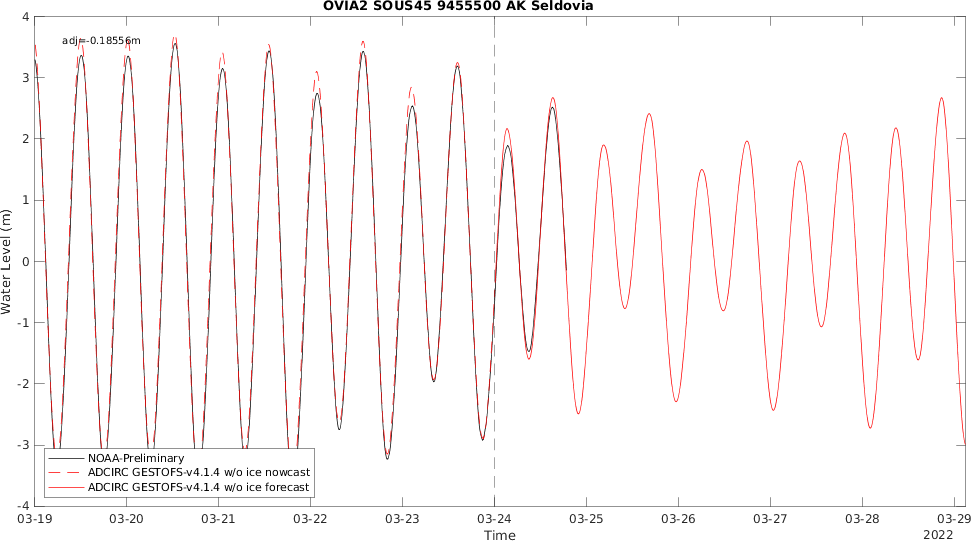 OVIA2 SOUS45 9455500 AK Seldovia
adj=-0.18556m
4
3
2
1
0
-1
-2
-3
-4
Water Level (m)
NOAA-Preliminary
ADCIRC GESTOFS-v4.1.4 w/o ice nowcast
ADCIRC GESTOFS-v4.1.4 w/o ice forecast
03-19 03-20 03-21 03-22 03-23 03-24 03-25 03-26 03-27 03-28 03-29
Time
2022